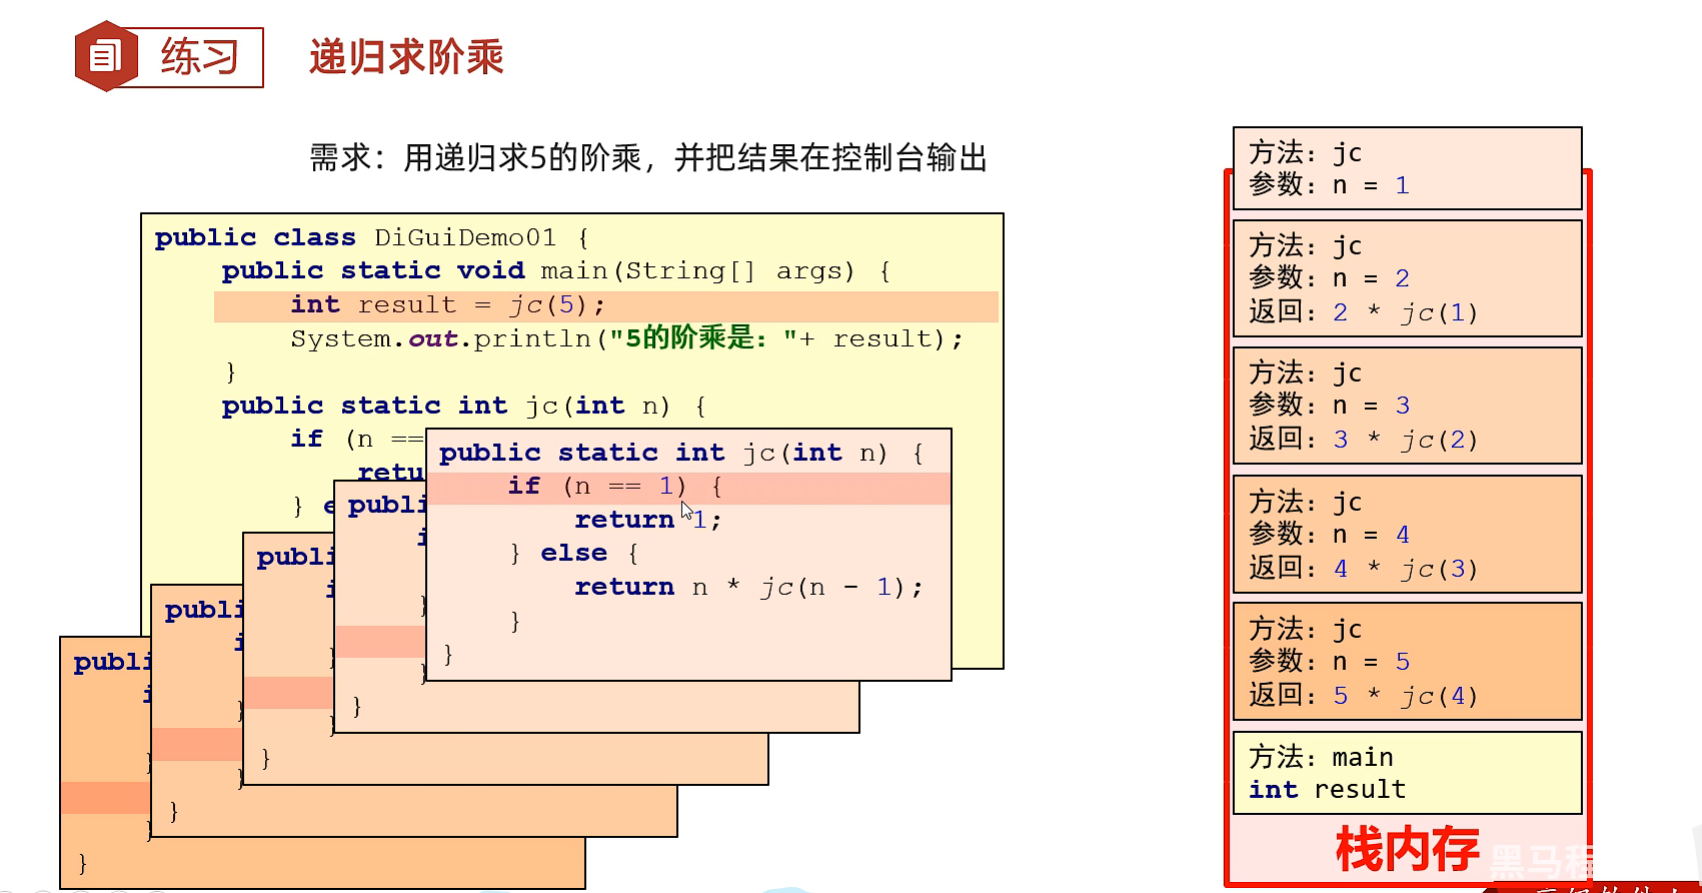 练习
递归求阶乘
需求：用递归求5的阶乘，并把结果在控制台输出
public class DiGuiDemo01 {
public static void main(String[] args) {
int result = jc(5);
System.out.println("5的阶乘是："+ result);
}
public static int jc(int n) {
if (n ==
retu
} e
public static int jc(int n) {
if (n == 1) {
return 1;
} else {
return n * jc(n - 1);
}
}
publi
i
}
}
}
publi
i
}
}
}
publi
i
}
}
}
publi
i
}
}
}
方法：jc
参数：n = 1
方法：jc
参数：n = 2
返回：2 * jc(1)
方法：jc
参数：n = 3
返回：3 * jc(2)
方法：jc
参数：n = 4
返回：4 * jc(3)
方法：jc
参数：n = 5
返回：5 * jc(4)
方法：main
int result
栈内存
黑马程